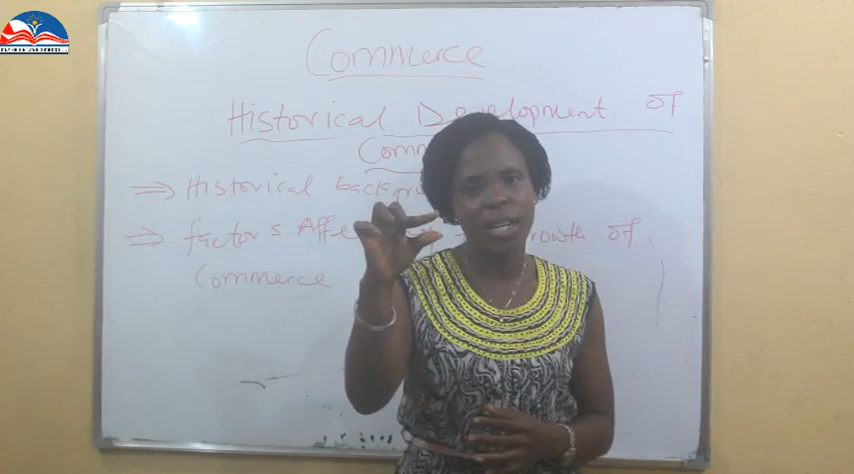 Commerce
Historical Development of
Comm
⇒ Historical backgr
⇒ factors Affe rowth of
Commerce